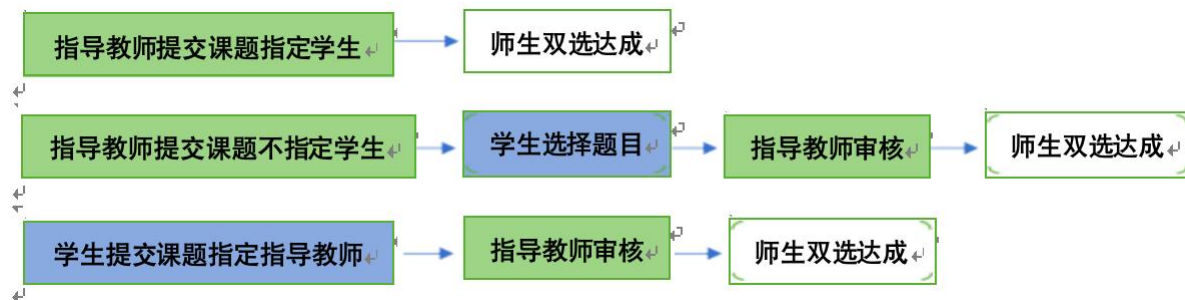 指导教师提交课题指定学生 师生双选达成
指导教师提交课题不指定学生 学生选择题目 指导教师审核 师生双选达成
学生提交课题指定指导教师 指导教师审核 师生双选达成